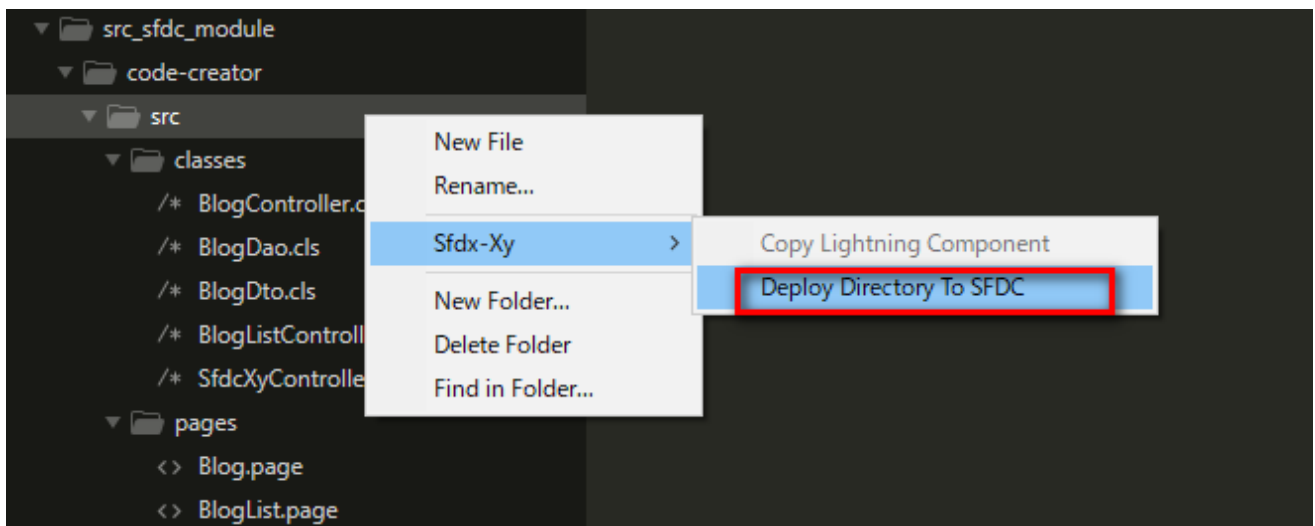 src_sfdc_module
code-creator
src
classes
/* BlogController.c
/* BlogDao.cls
/* BlogDto.cls
/* BlogListControll
/* SfdcXyControlle
pages
<> Blog.page
<> BlogList.page
New File
Rename...
Sfdx-Xy >
New Folder...
Delete Folder
Find in Folder...
Copy Lightning Component
Deploy Directory To SFDC